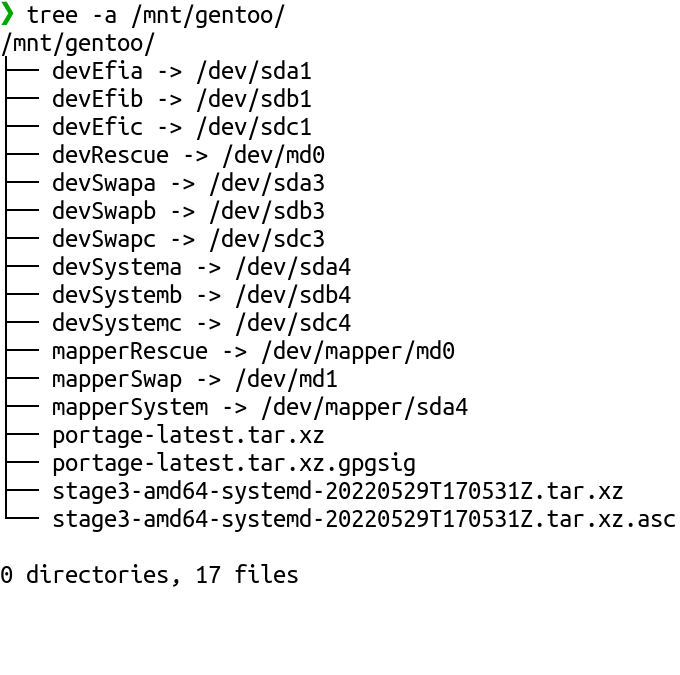 ❯ tree -a /mnt/gentoo/
/mnt/gentoo/
├── devEfia -> /dev/sda1
├── devEfib -> /dev/sdb1
├── devEfic -> /dev/sdc1
├── devRescue -> /dev/md0
├── devSwapa -> /dev/sda3
├── devSwapb -> /dev/sdb3
├── devSwapc -> /dev/sdc3
├── devSystema -> /dev/sda4
├── devSystemb -> /dev/sdb4
├── devSystemc -> /dev/sdc4
├── mapperRescue -> /dev/mapper/md0
├── mapperSwap -> /dev/md1
├── mapperSystem -> /dev/mapper/sda4
├── portage-latest.tar.xz
├── portage-latest.tar.xz.gpgsig
├── stage3-amd64-systemd-20220529T170531Z.tar.xz
└── stage3-amd64-systemd-20220529T170531Z.tar.xz.asc

0 directories, 17 files